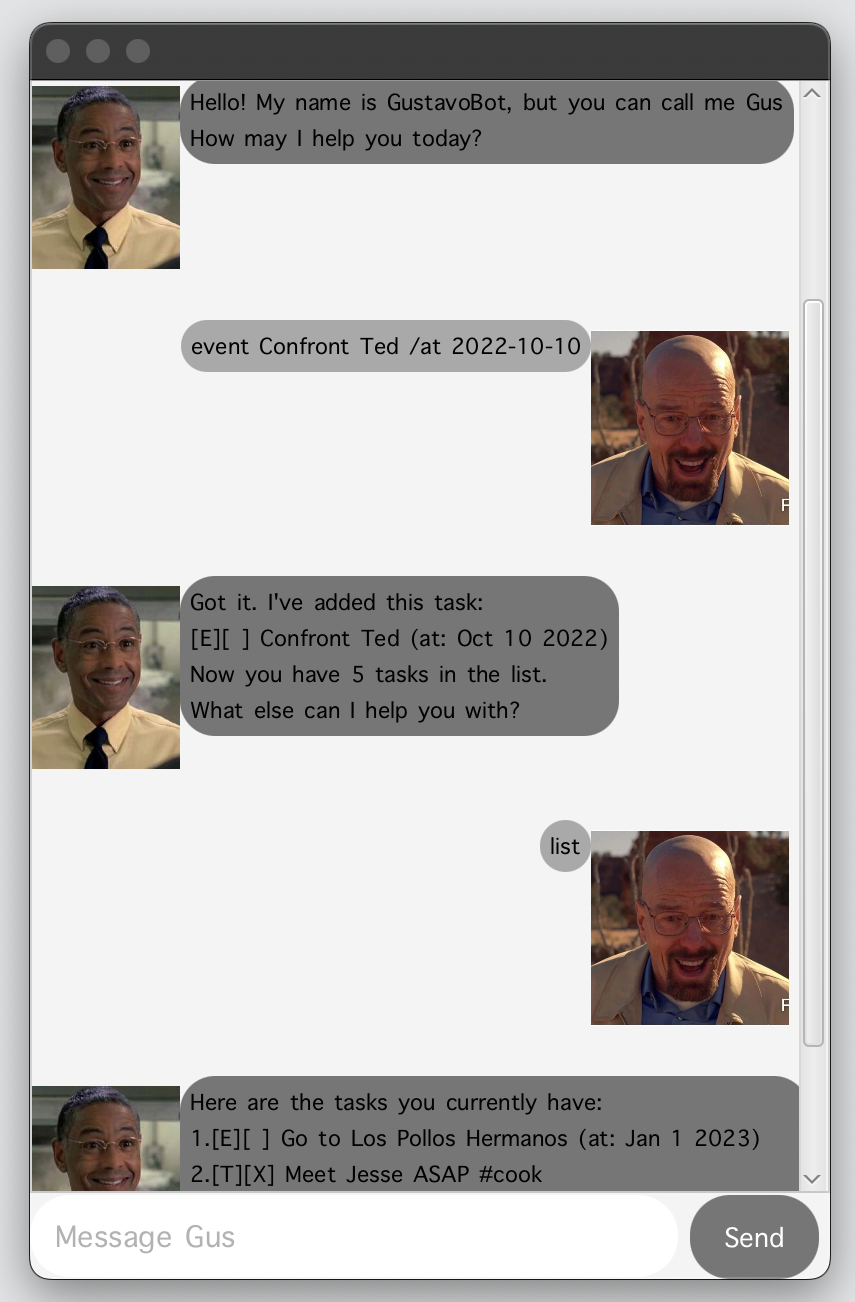 Hello! My name is GustavoBot, but you can call me Gus
How may I help you today?
event Confront Ted /at 2022-10-10
F
Got it. I've added this task:
[E][ ] Confront Ted (at: Oct 10 2022)
Now you have 5 tasks in the list.
What else can I help you with?
list
F
Here are the tasks you currently have:
1.[E][ ] Go to Los Pollos Hermanos (at: Jan 1 2023)
2.[T][X] Meet Jesse ASAP #cook
Message Gus
Send